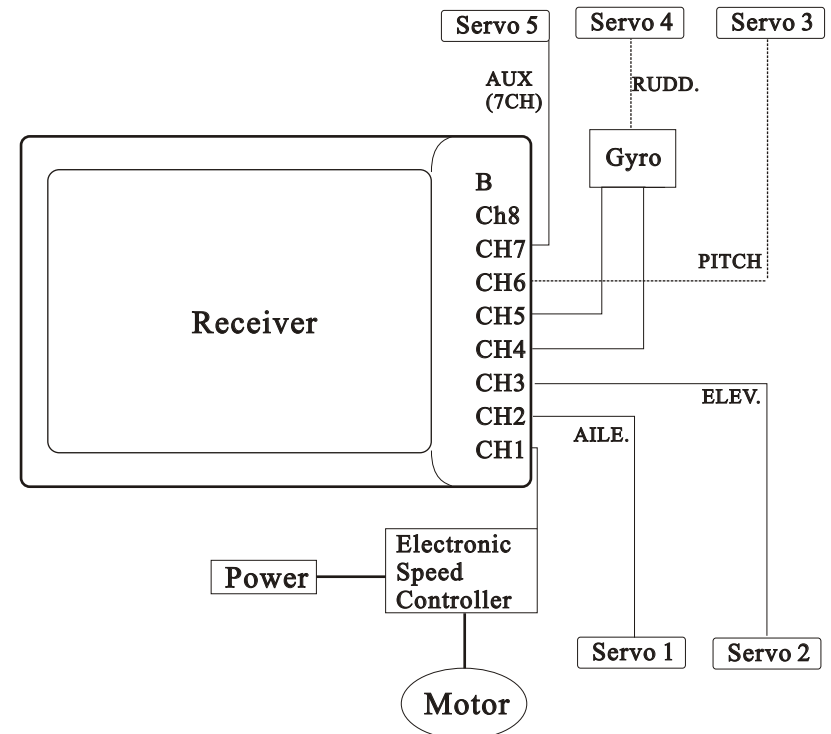 Servo 5
Servo 4
Servo 3
AUX
(7CH)
RUDD.
Gyro
B
Ch8
CH7
PITCH
CH6
CH5
Receiver
CH4
CH3
ELEV.
CH2
AILE.
CH1
Electronic
Speed
Controller
Power
Servo 1
Servo 2
Motor